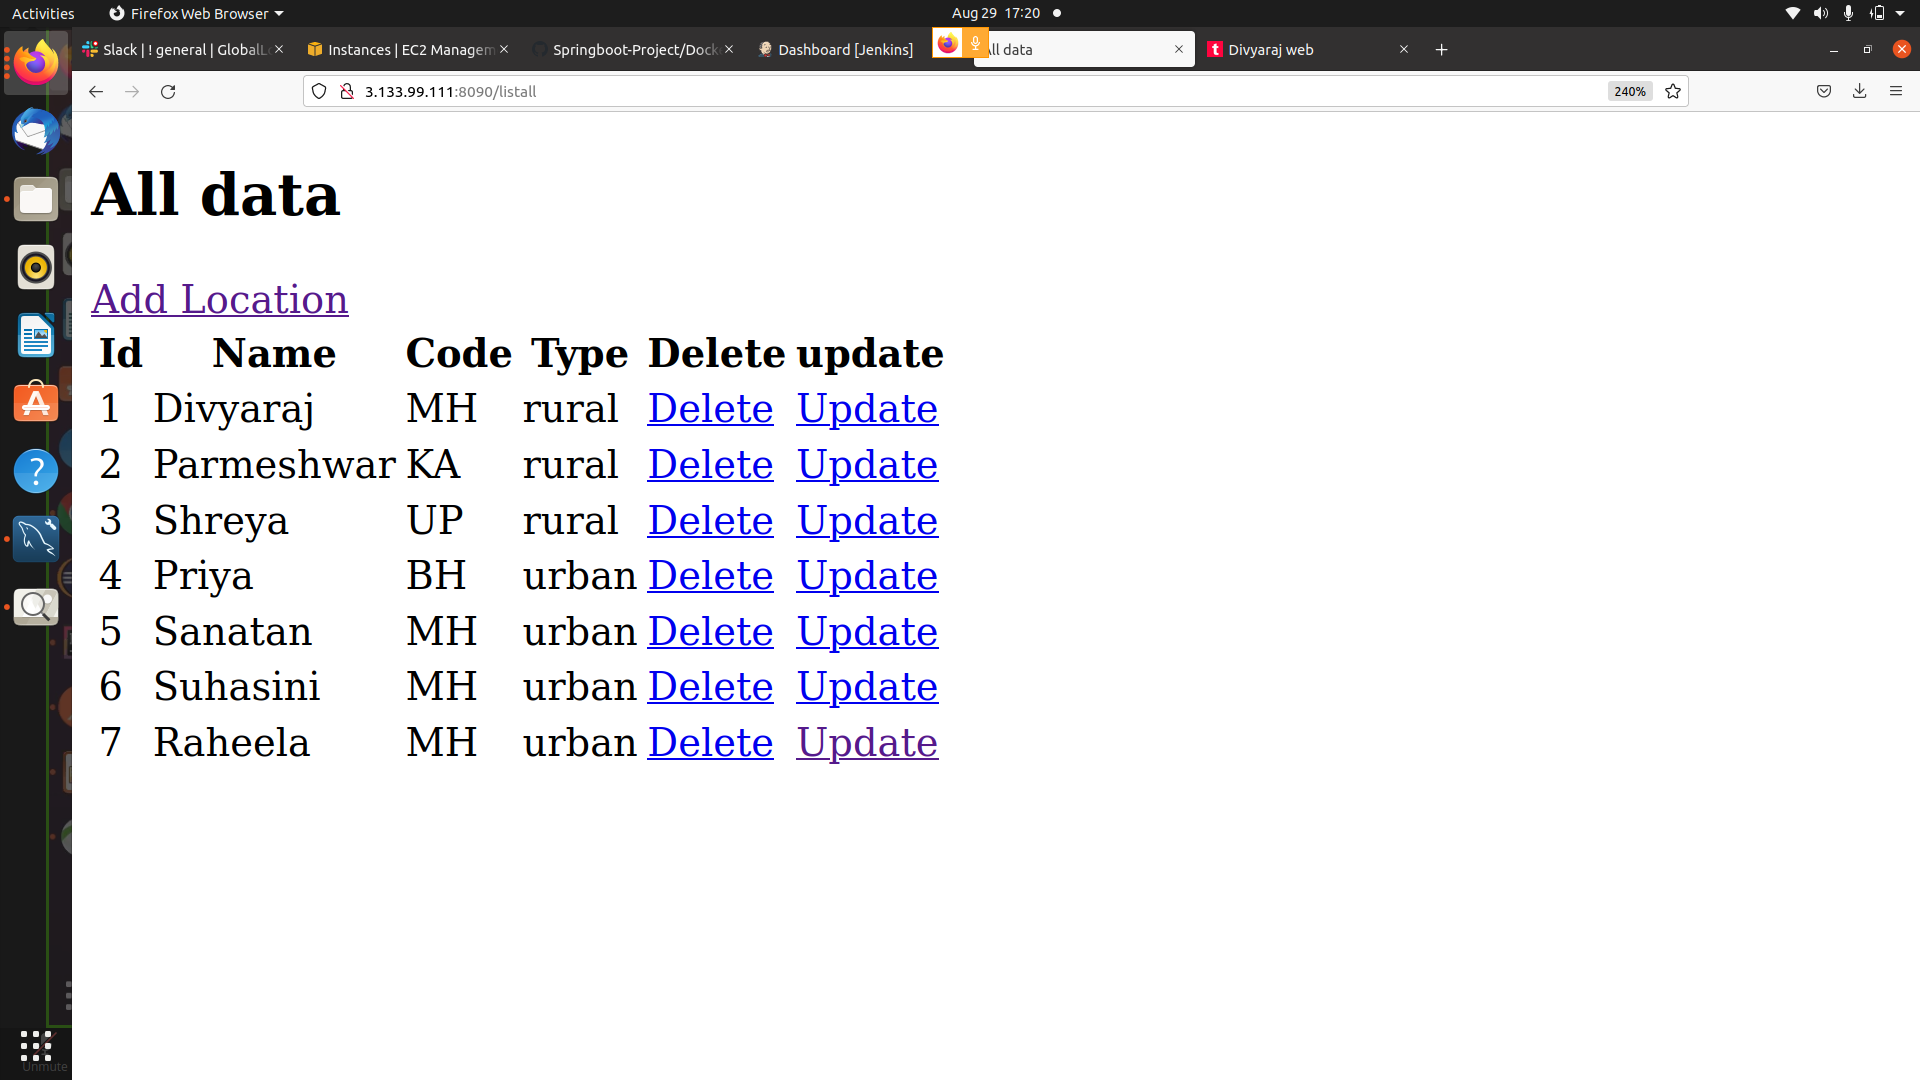 Activities Firefox Web Browser Aug 29 17:20
Slack | ! general | GlobalL Instances | EC2 Managem Springboot-Project/Dock Dashboard [Jenkins] All data Divyaraj web
3.133.99.111:8090/listall 240%
All data
Add Location
Id Name Code Type Delete update
1 Divyaraj MH rural Delete Update
2 Parmeshwar KA rural Delete Update
3 Shreya UP rural Delete Update
4 Priya BH urban Delete Update
5 Sanatan MH urban Delete Update
6 Suhasini MH urban Delete Update
7 Raheela MH urban Delete Update
Unmute